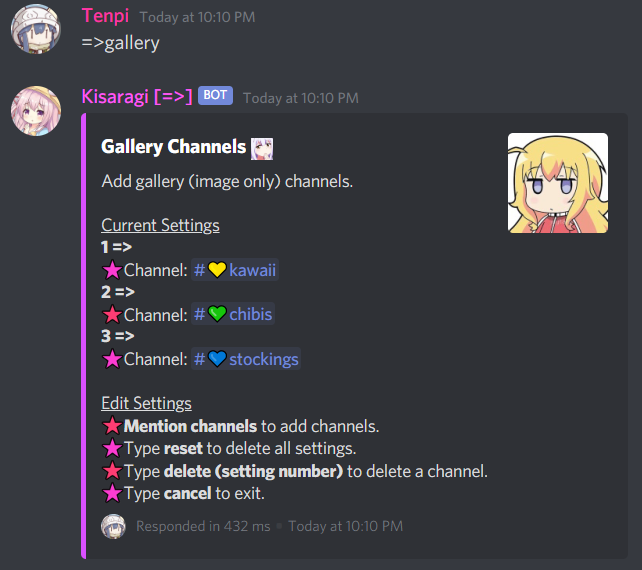 Tenpi Today at 10:10 PM
=>gallery
Kisaragi [=>] BOT Today at 10:10 PM
Gallery Channels
Add gallery (image only) channels.
Current Settings
1 =>
Channel: #💛kawaii
2 =>
Channel: #💚chibis
3 =>
Channel: #💙stockings
Edit Settings
Mention channels to add channels.
Type reset to delete all settings.
Type delete (setting number) to delete a channel.
Type cancel to exit.
Responded in 432 ms • Today at 10:10 PM